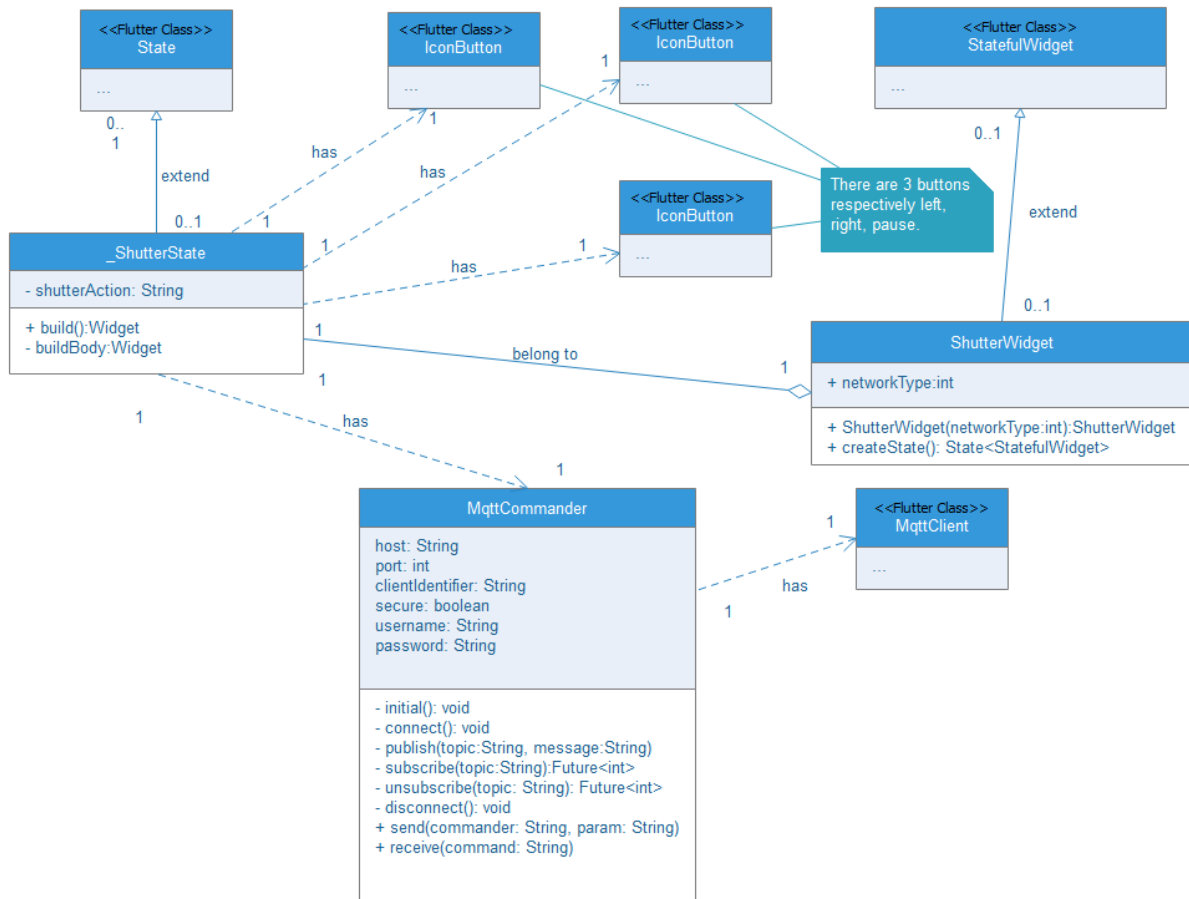 <<Flutter Class>>
State
...
<<Flutter Class>>
IconButton
...
<<Flutter Class>>
IconButton
...
<<Flutter Class>>
StatefulWidget
...
0..
1
extend
0..1
has
1
1
has
1
1
<<Flutter Class>>
IconButton
...
has
1
There are 3 buttons
respectively left,
right, pause.
0..1
extend
0..1
_ShutterState
- shutterAction: String
+ build():Widget
- buildBody:Widget
1
belong to
1
ShutterWidget
+ networkType:int
+ ShutterWidget(networkType:int):ShutterWidget
+ createState(): State<StatefulWidget>
1
1
has
1
MqttCommander
host: String
port: int
clientIdentifier: String
secure: boolean
username: String
password: String
- initial(): void
- connect(): void
- publish(topic:String, message:String)
- subscribe(topic:String):Future<int>
- unsubscribe(topic: String): Future<int>
- disconnect(): void
+ send(commander: String, param: String)
+ receive(command: String)
1
has
1
<<Flutter Class>>
MqttClient
...